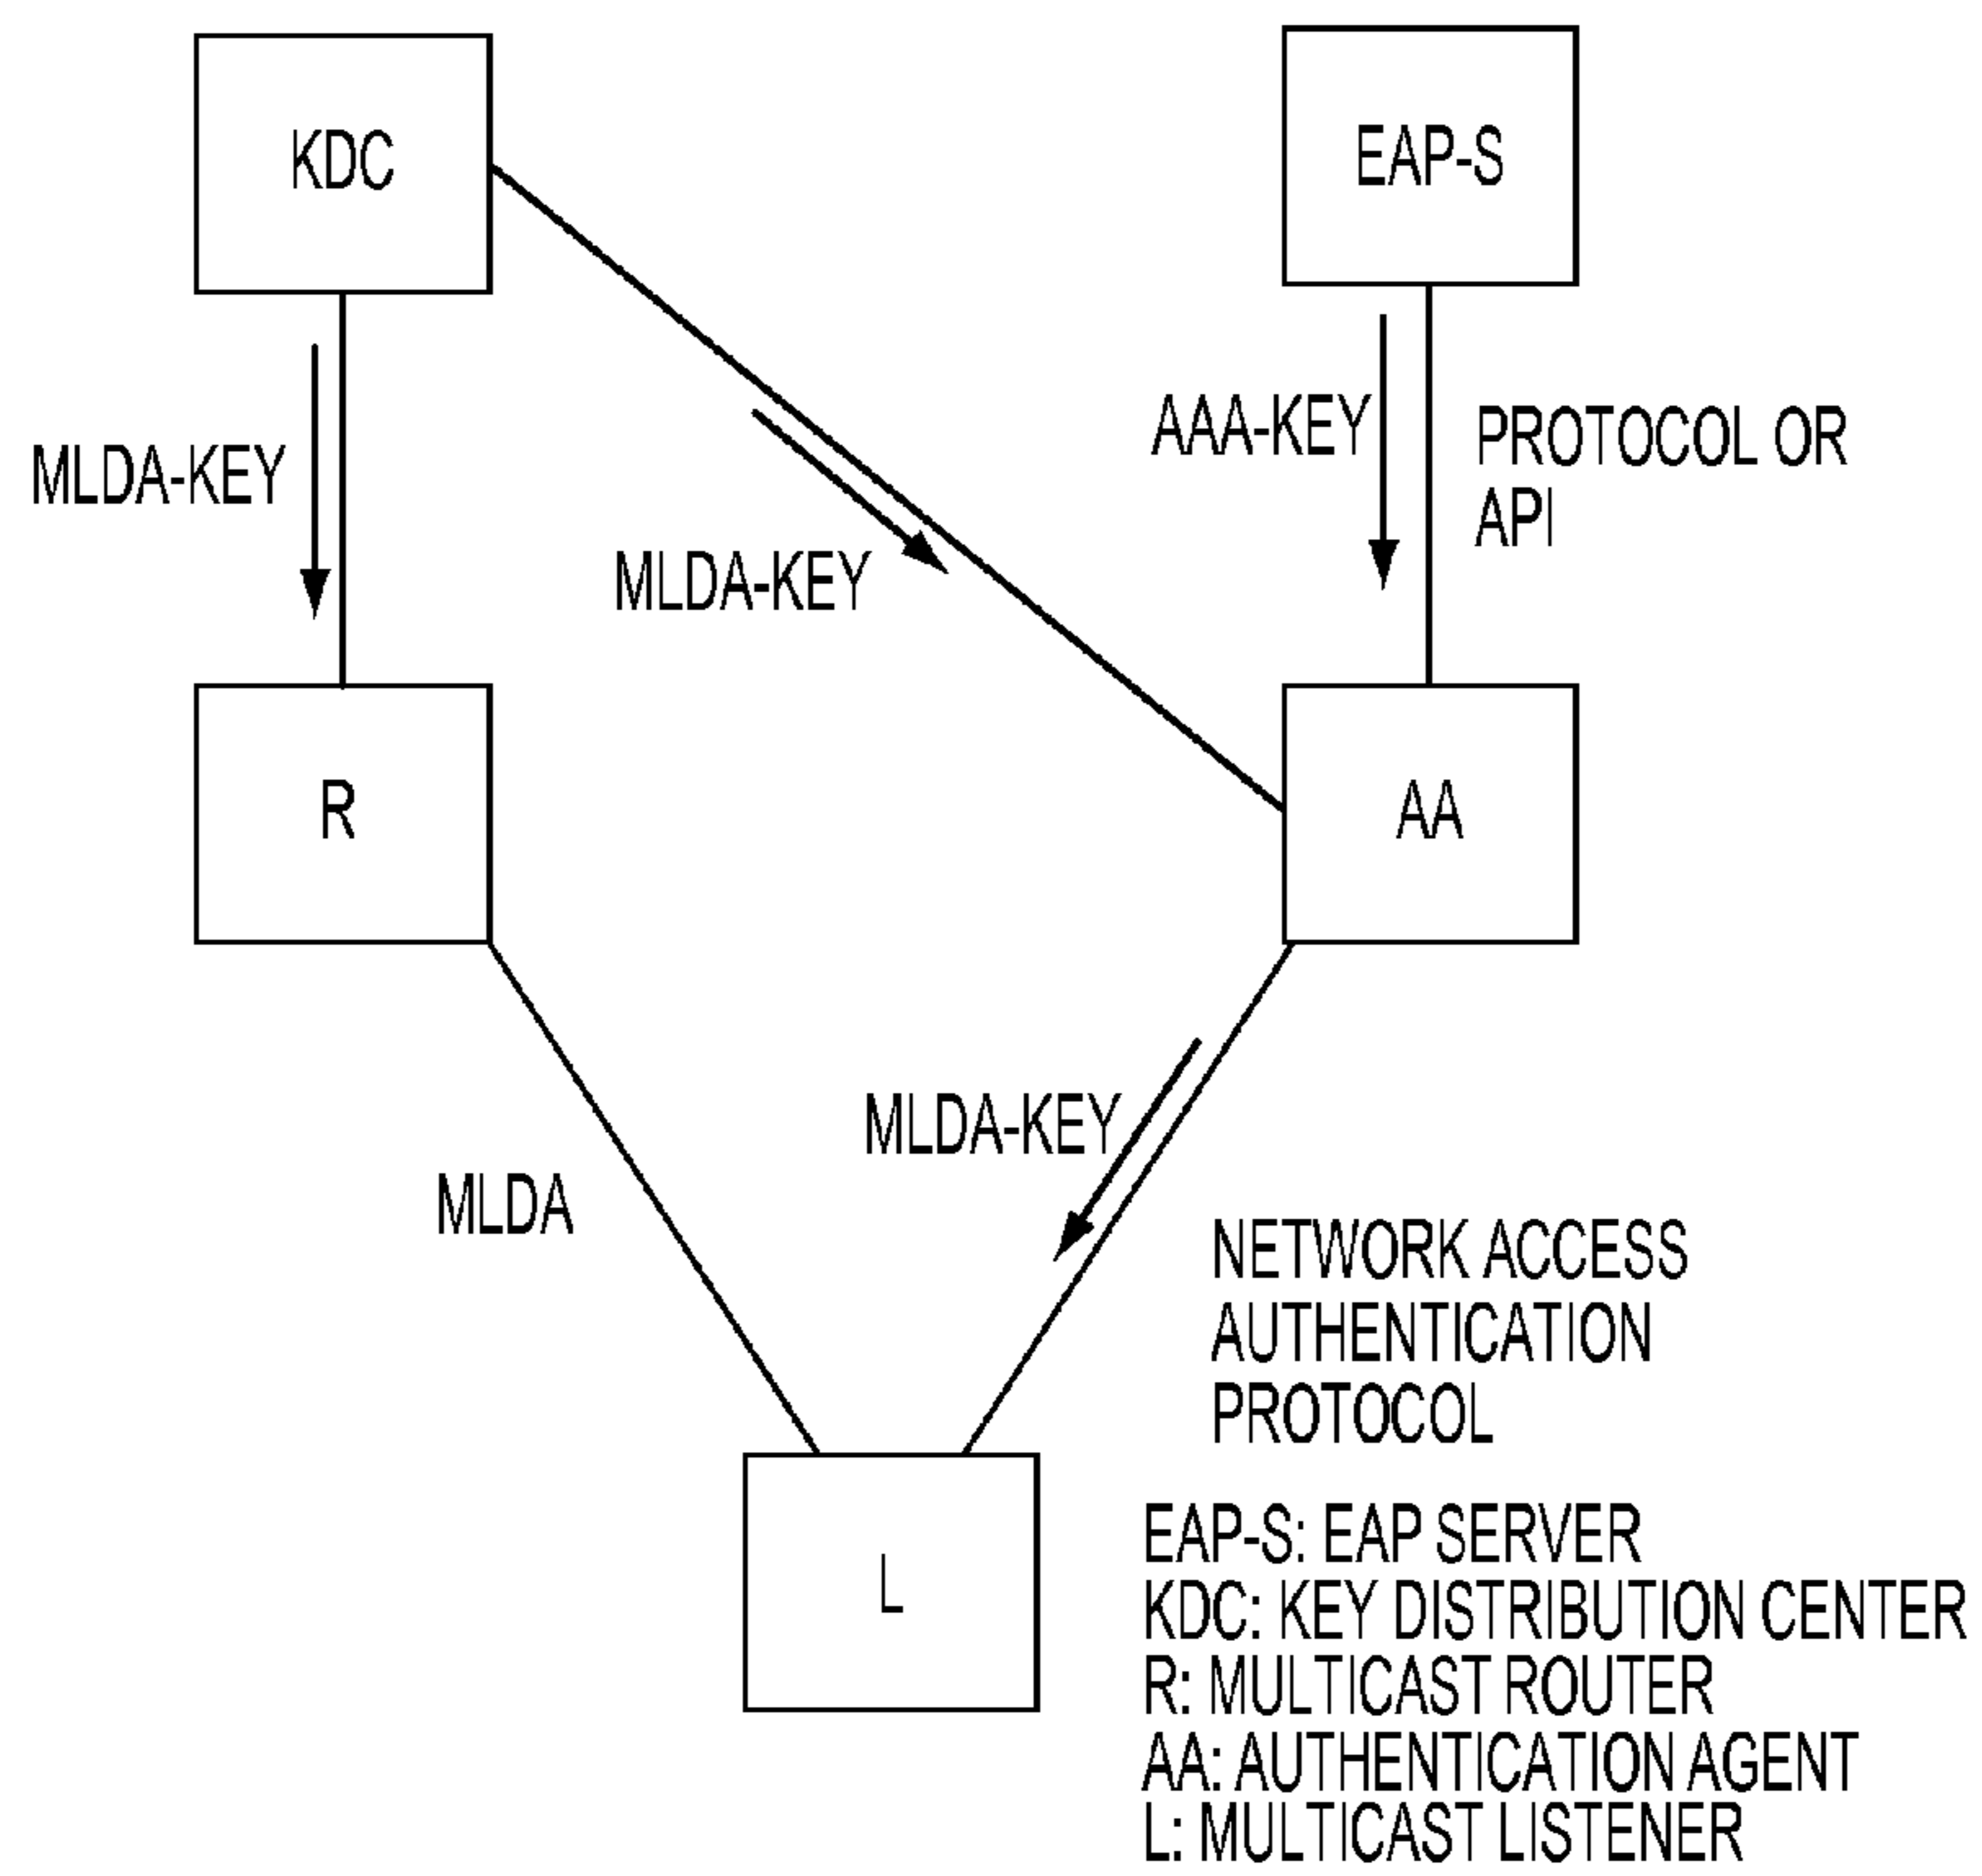 KDC
EAP-S
MLDA-KEY
MLDA-KEY
AAA-KEY
PROTOCOL OR
API
R
AA
MLDA
MLDA-KEY
NETWORK ACCESS
AUTHENTICATION
PROTOCOL
L
EAP-S: EAP SERVER
KDC: KEY DISTRIBUTION CENTER
R: MULTICAST ROUTER
AA: AUTHENTICATION AGENT
L: MULTICAST LISTENER